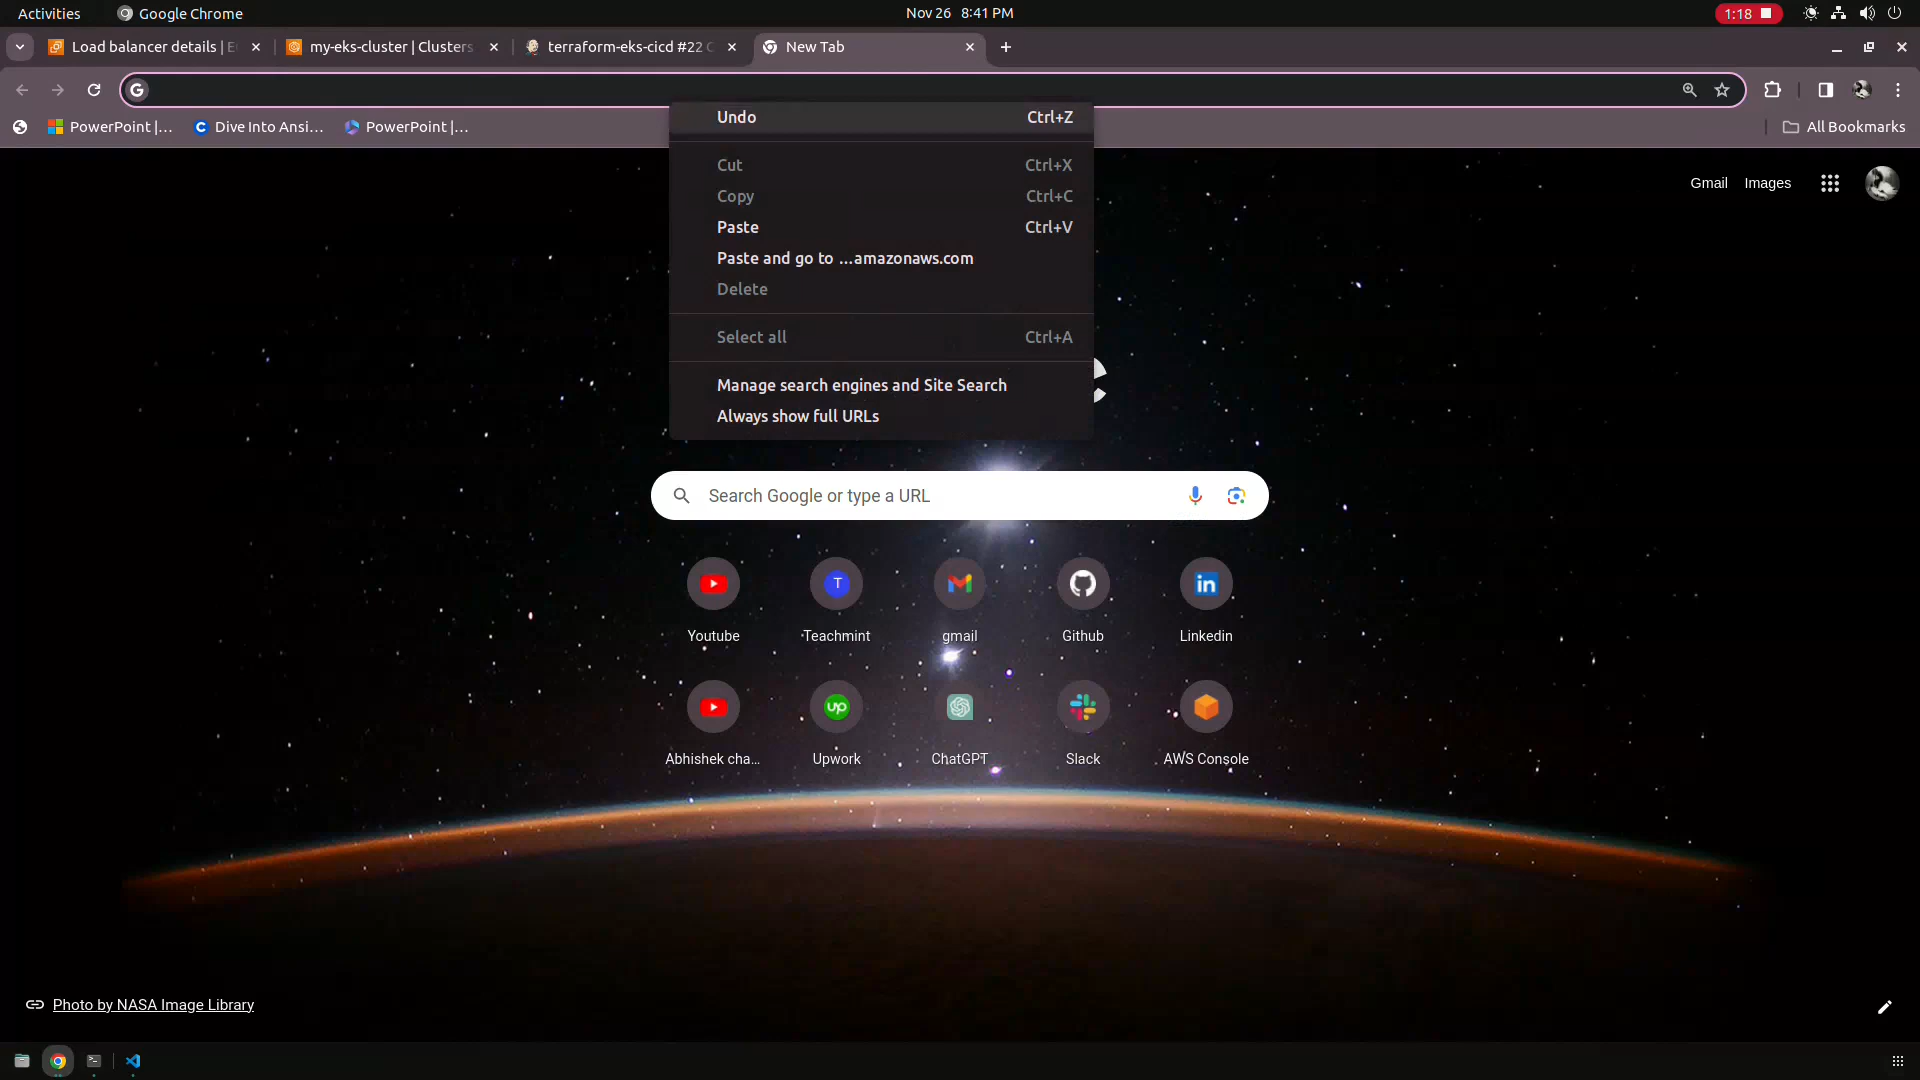 Activities
Google Chrome
Nov 26 8:41 PM
1:18
Load balancer details | E
my-eks-cluster | Clusters
terraform-eks-cicd #22 C
New Tab
PowerPoint |...
Dive Into Ansi...
PowerPoint |...
All Bookmarks
Undo Ctrl+Z
Cut Ctrl+X
Copy Ctrl+C
Paste Ctrl+V
Paste and go to ...amazonaws.com
Delete
Select all Ctrl+A
Manage search engines and Site Search
Always show full URLs
Gmail Images
Search Google or type a URL
Youtube
T
Teachmint
gmail
Github
in
Linkedin
Abhishek cha...
up
Upwork
ChatGPT
Slack
AWS Console
Photo by NASA Image Library